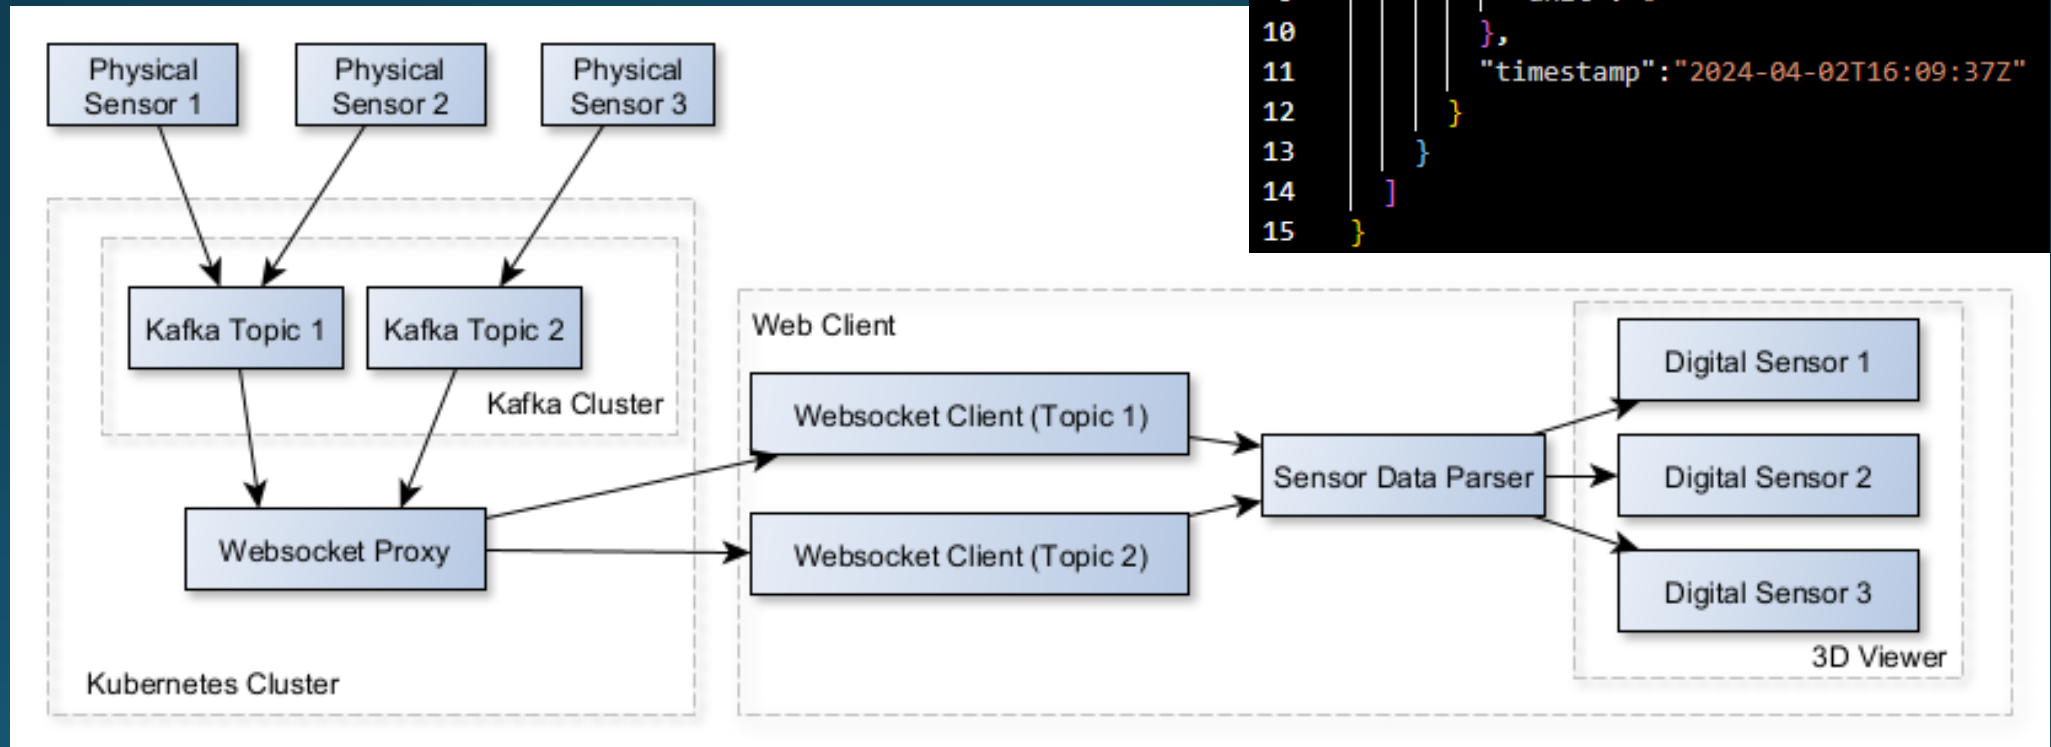 Physical
Sensor 1
Physical
Sensor 2
Physical
Sensor 3
10 },
11 "timestamp":"2024-04-02T16:09:37Z"
12 }
13 }
14 ]
15 }
Kafka Topic 1
Kafka Topic 2
Kafka Cluster
Websocket Proxy
Kubernetes Cluster
Web Client
Websocket Client (Topic 1)
Websocket Client (Topic 2)
Sensor Data Parser
Digital Sensor 1
Digital Sensor 2
Digital Sensor 3
3D Viewer